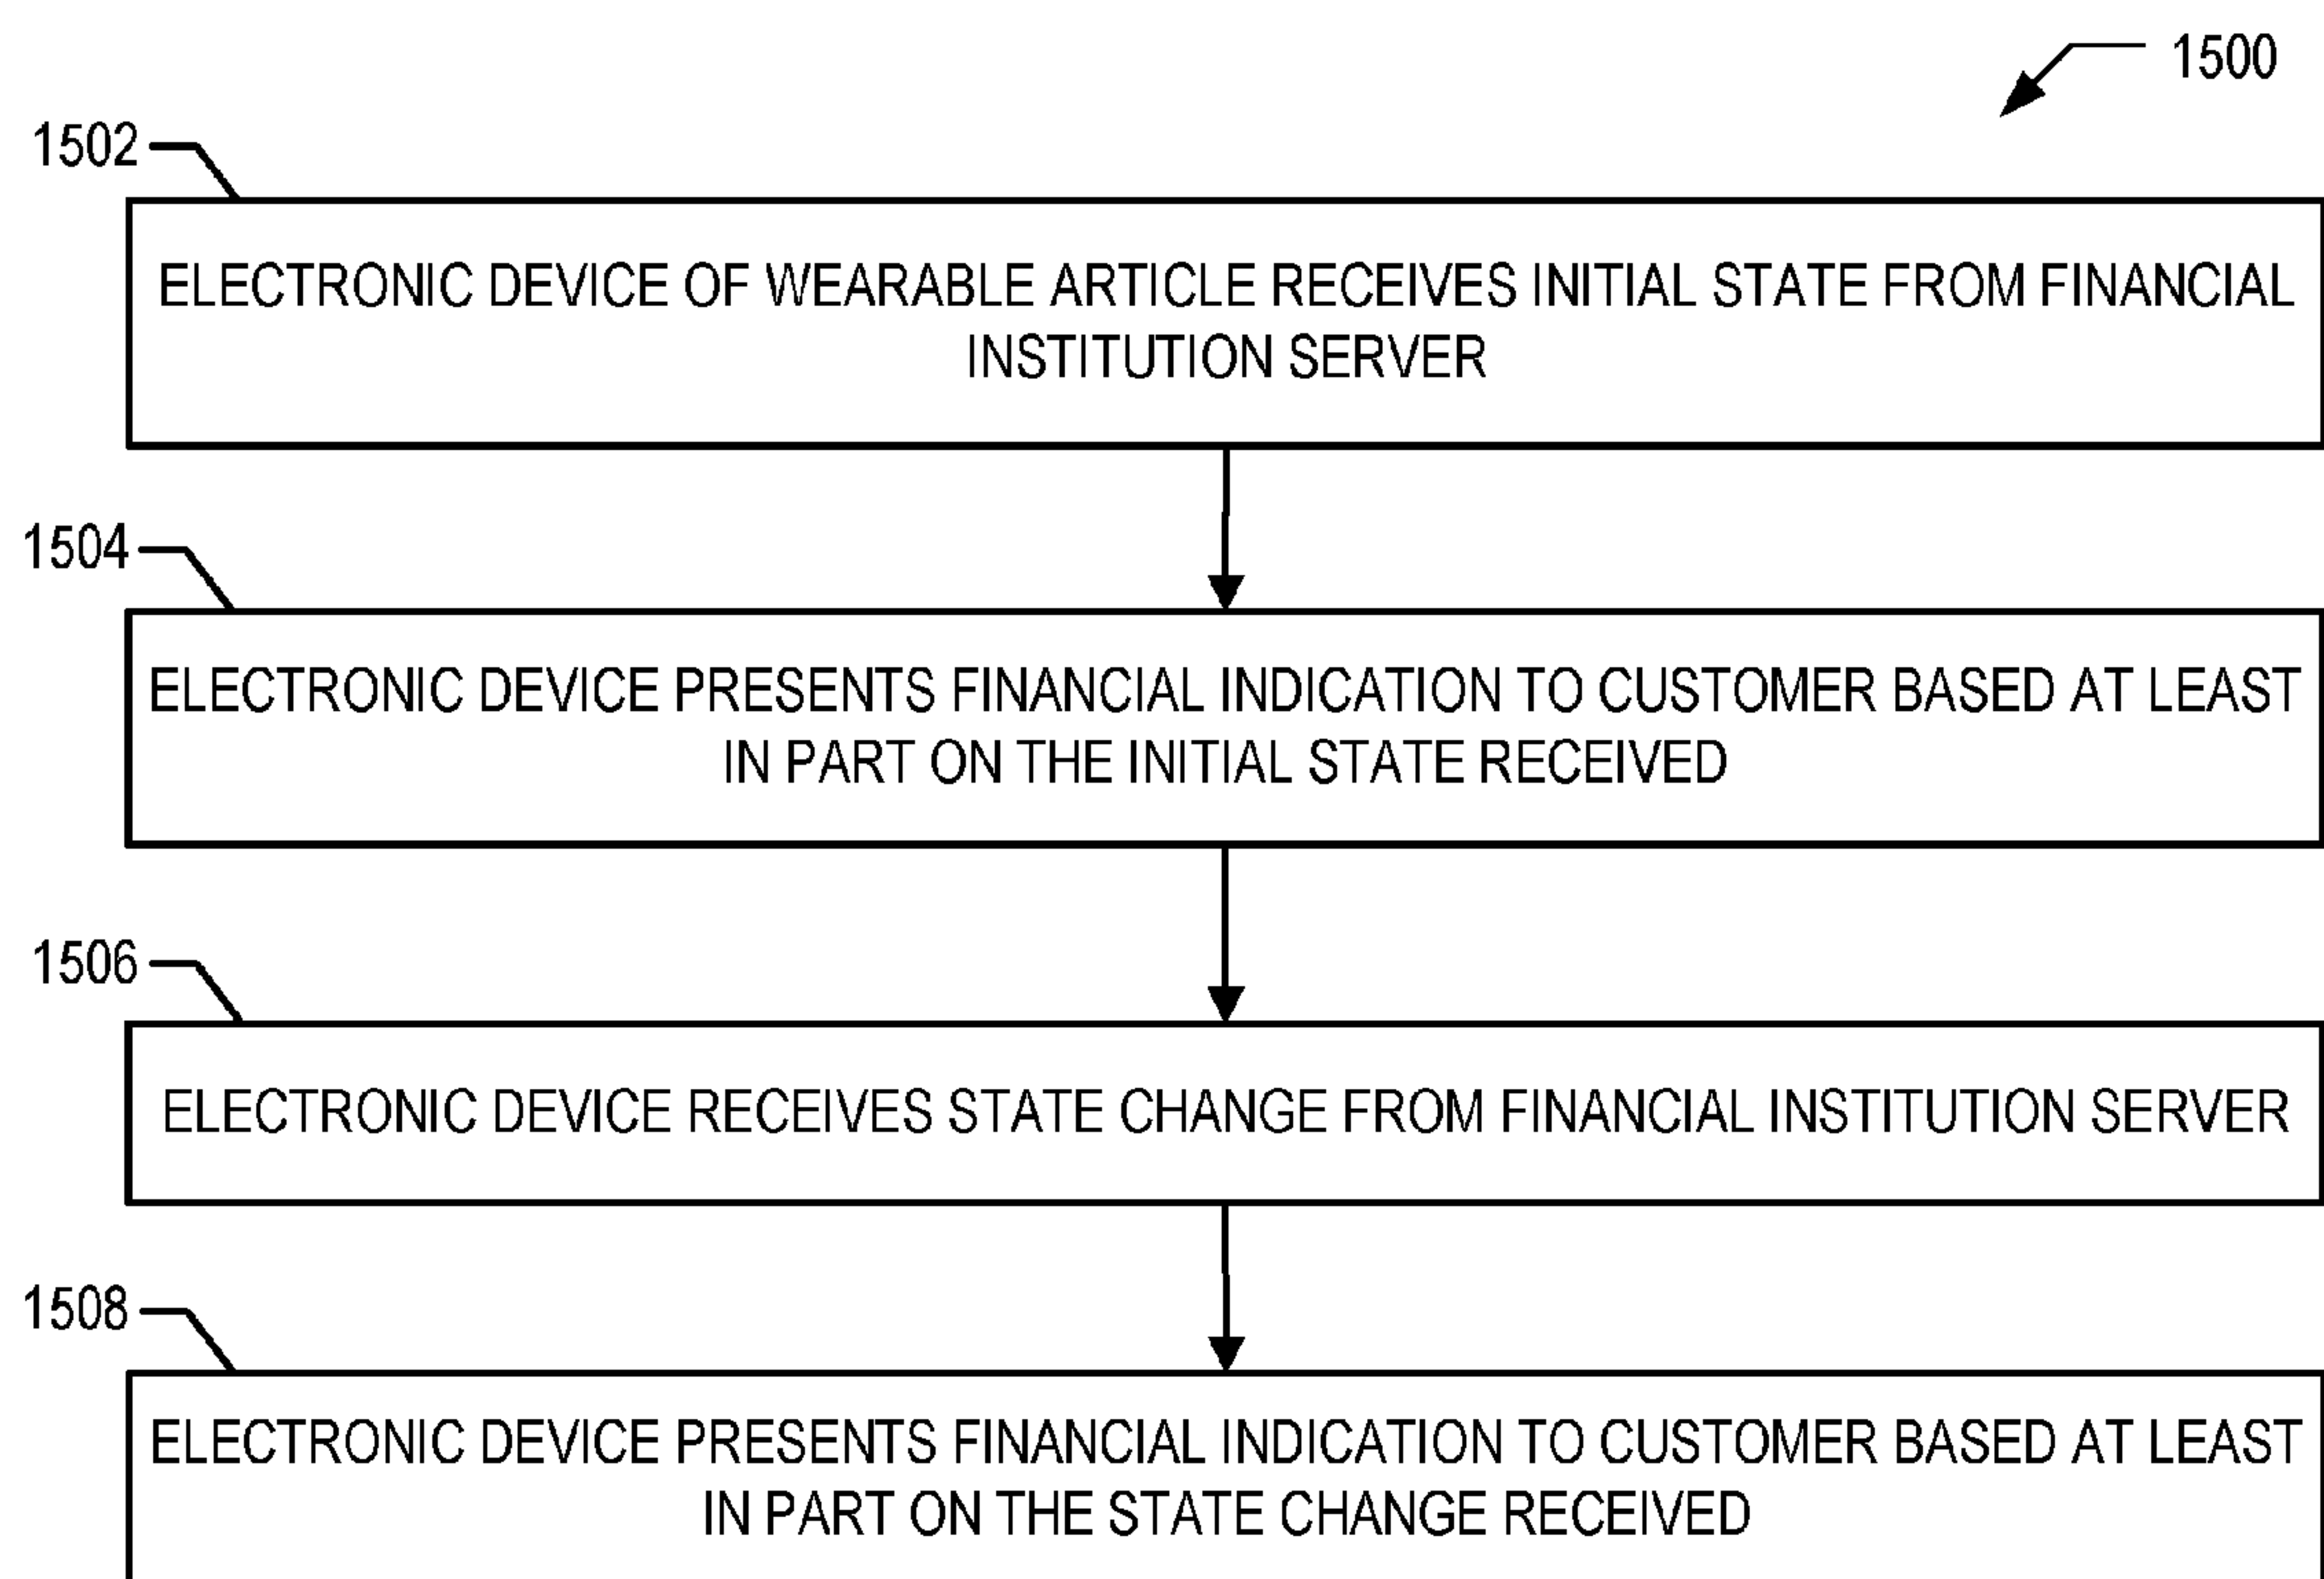 1500
1502
ELECTRONIC DEVICE OF WEARABLE ARTICLE RECEIVES INITIAL STATE FROM FINANCIAL
INSTITUTION SERVER
1504
ELECTRONIC DEVICE PRESENTS FINANCIAL INDICATION TO CUSTOMER BASED AT LEAST
IN PART ON THE INITIAL STATE RECEIVED
1506
ELECTRONIC DEVICE RECEIVES STATE CHANGE FROM FINANCIAL INSTITUTION SERVER
1508
ELECTRONIC DEVICE PRESENTS FINANCIAL INDICATION TO CUSTOMER BASED AT LEAST
IN PART ON THE STATE CHANGE RECEIVED